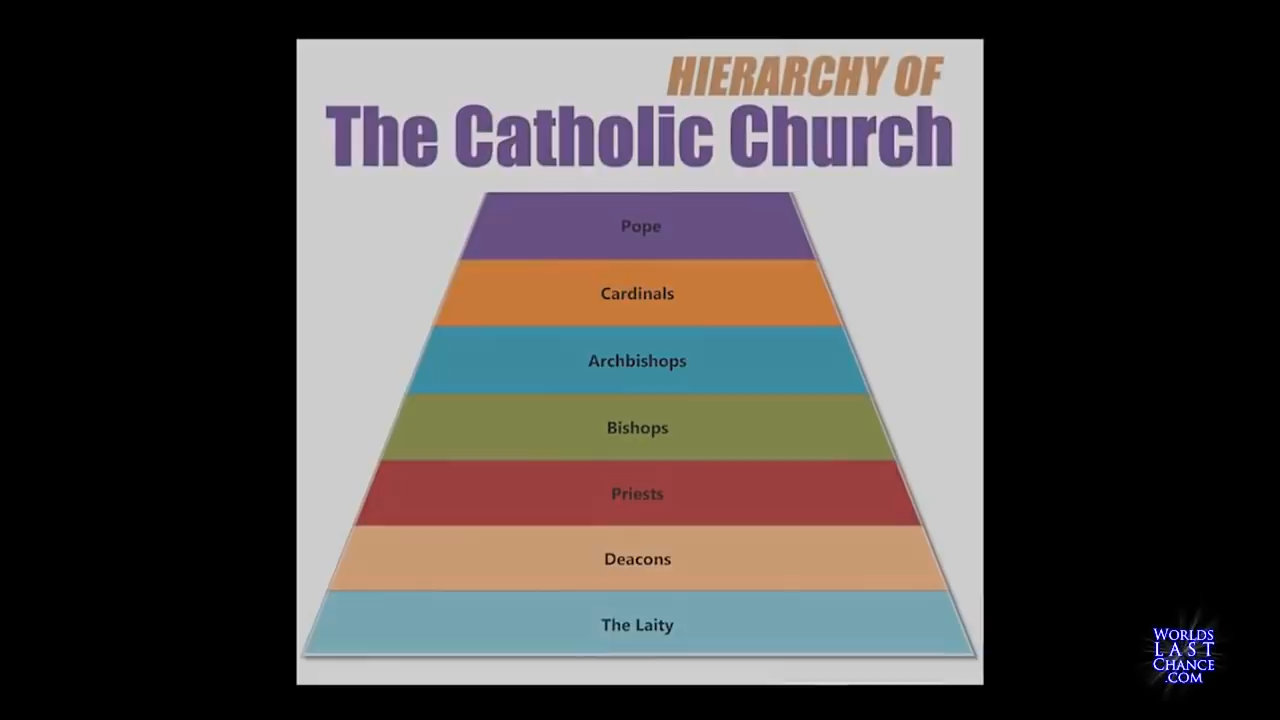 HIERARCHY OF
The Catholic Church
Pope
Cardinals
Archbishops
Bishops
Priests
Deacons
The Laity
WORLDS
LAST
CHANCE
.COM